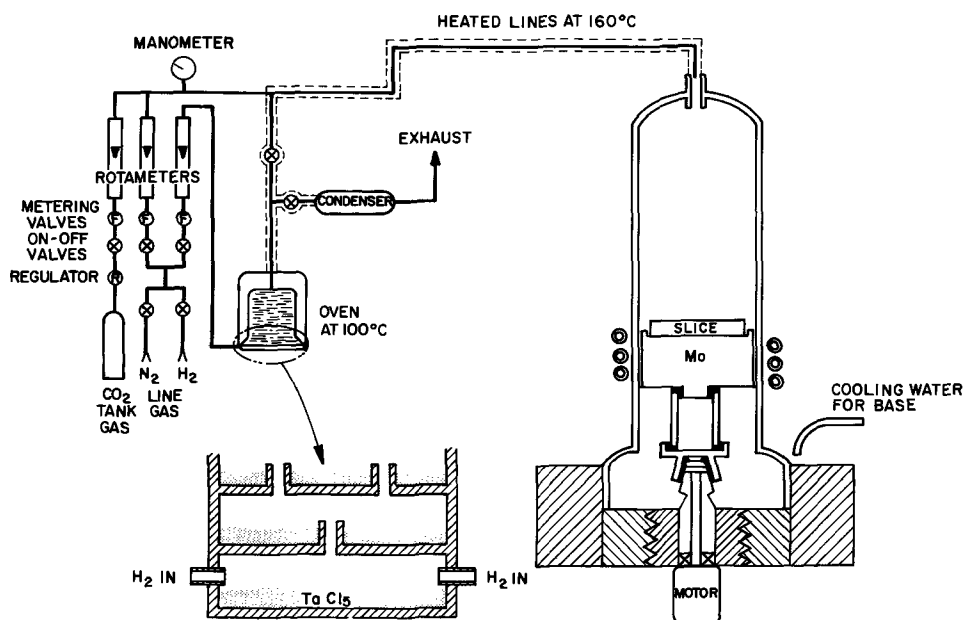 HEATED LINES AT 160°C
MANOMETER
EXHAUST
ROTAMETERS
CONDENSER
METERING
VALVES
ON-OFF
VALVES
F
F
F
REGULATOR
R
OVEN
AT 100°C
SLICE
Mo
N2
H2
CO2
TANK
GAS
LINE
GAS
COOLING WATER
FOR BASE
H2 IN
H2 IN
TaCl5
MOTOR